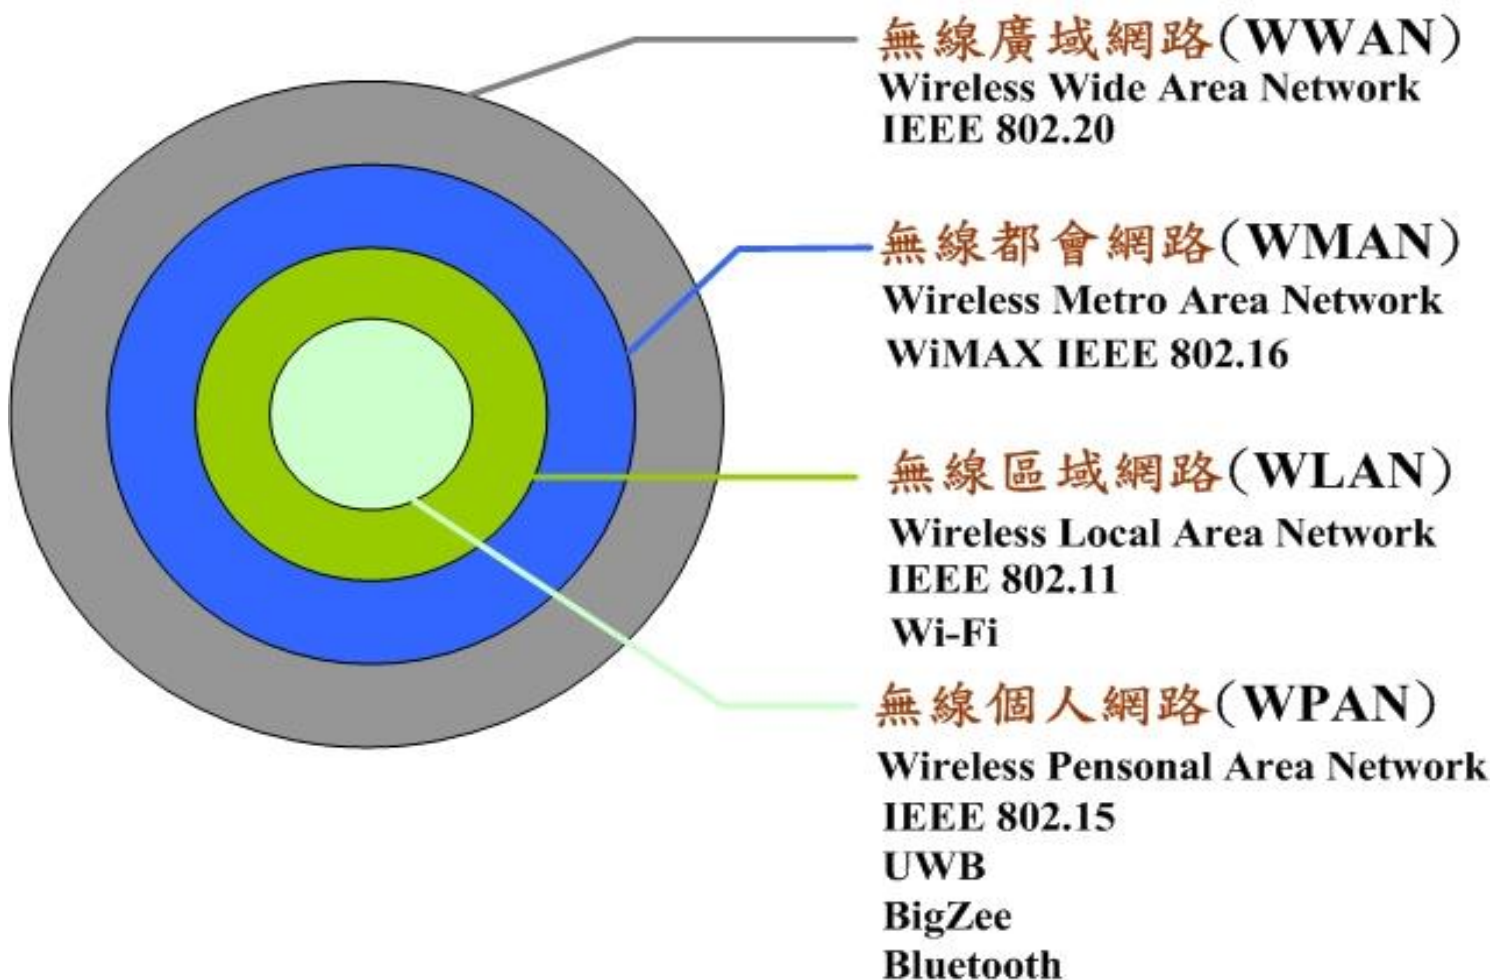 無線廣域網路(WWAN)
Wireless Wide Area Network
IEEE 802.20
無線都會網路(WMAN)
Wireless Metro Area Network
WiMAX IEEE 802.16
無線區域網路(WLAN)
Wireless Local Area Network
IEEE 802.11
Wi-Fi
無線個人網路(WPAN)
Wireless Pensonal Area Network
IEEE 802.15
UWB
BigZee
Bluetooth